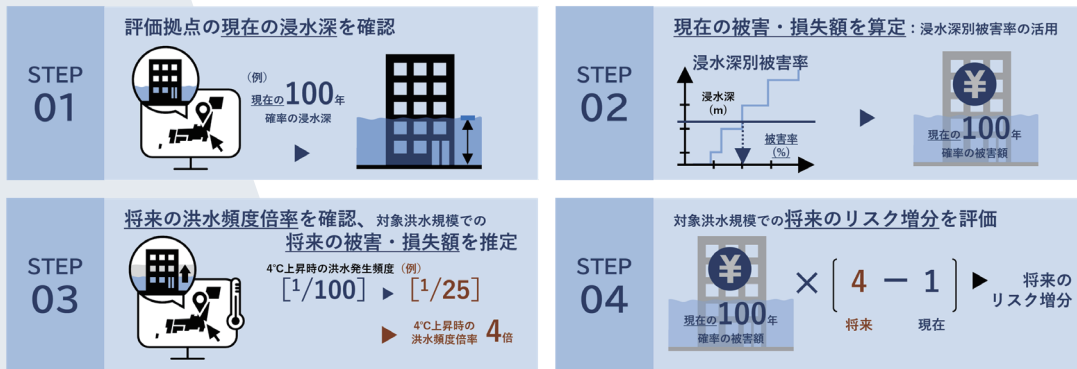 STEP
01
評価拠点の現在の浸水深を確認
(例)
現在の100年
確率の浸水深
STEP
02
現在の被害・損失額を算定:浸水深別被害率の活用
浸水深別被害率
浸水深
(m)
被害率
(%)
¥
現在の100年
確率の被害額
STEP
03
将来の洪水頻度倍率を確認、対象洪水規模での
将来の被害・損失額を推定
4℃上昇時の洪水発生頻度(例)
[1/100] ▶ [1/25]
▶ 4℃上昇時の
洪水頻度倍率 4倍
STEP
04
対象洪水規模での将来のリスク増分を評価
¥
現在の100年
確率の被害額
× [4 − 1] ▶
将来 現在
将来の
リスク増分